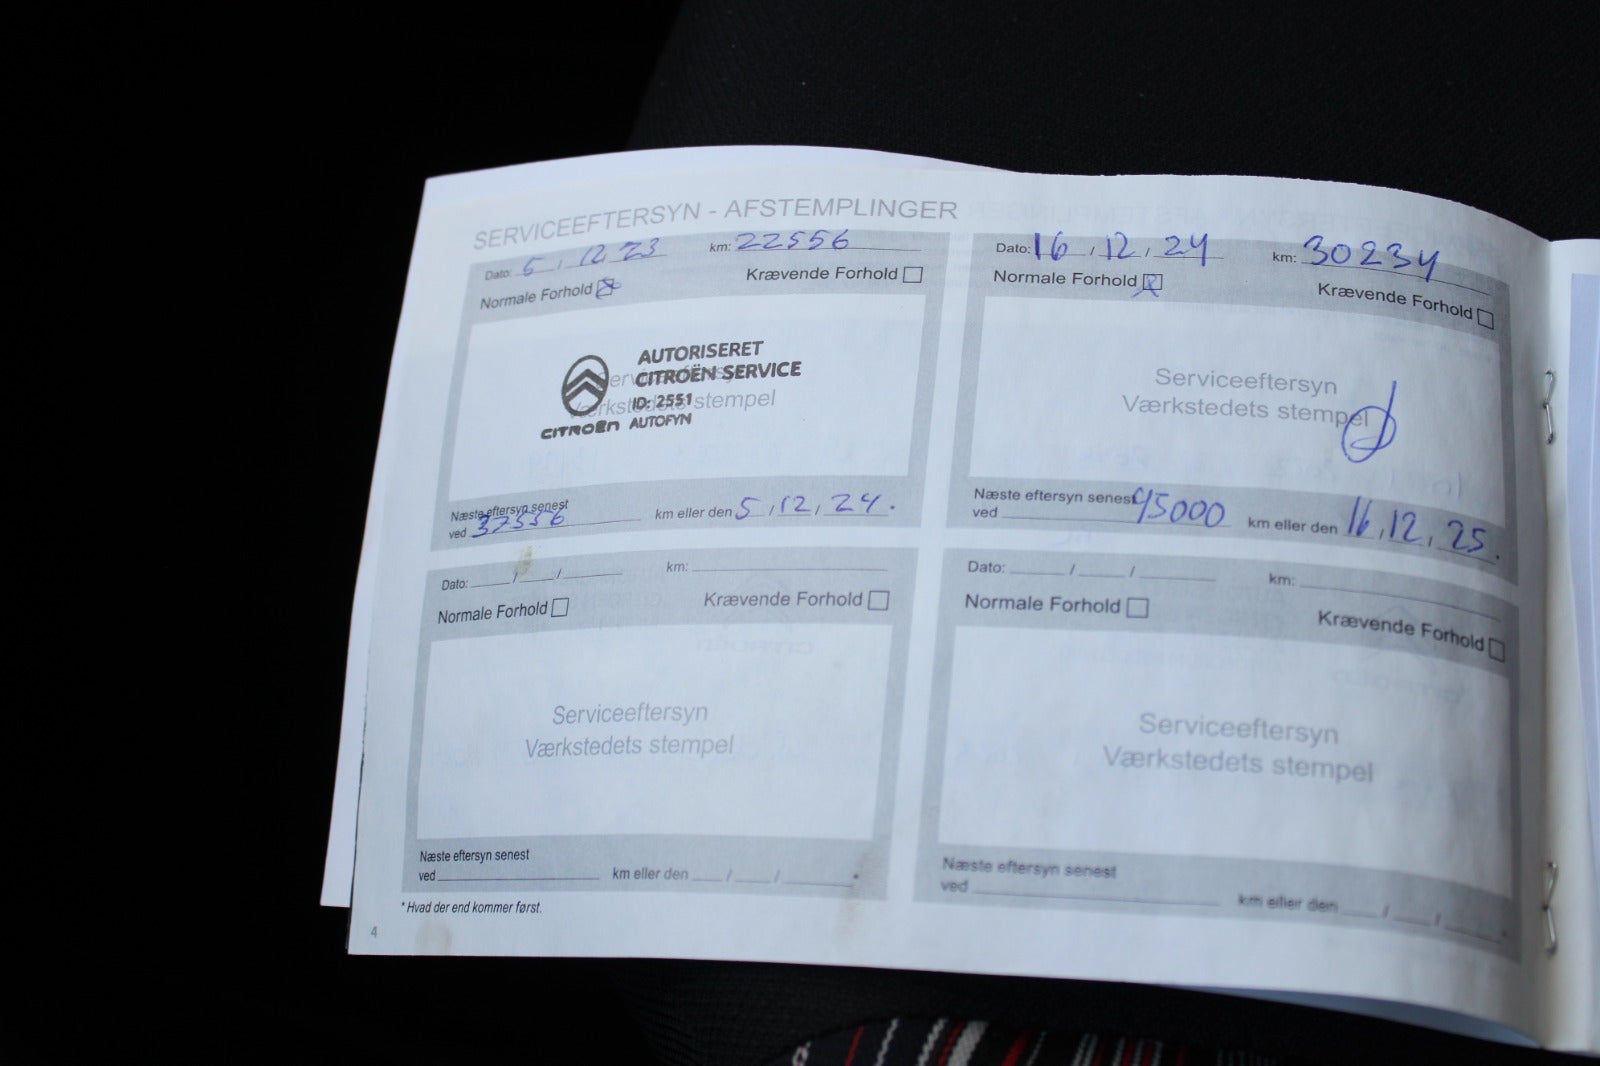 SERVICEEFTERSYN - AFSTEMPLINGER
Dato: 5 / 12 23 km: 22556
Normale Forhold Krævende Forhold
AUTORISERET
CITROËN SERVICE
ID: 2551
CITROËN AUTOFYN
Serviceeftersyn
Værkstedets stempel
Næste eftersyn senest
ved 37556 km eller den 5, 12, 24.
Dato: 16 / 12, 24 km: 30234
Normale Forhold Krævende Forhold
Serviceeftersyn
Værkstedets stempel
Næste eftersyn senest
ved 45000 km eller den 16, 12, 25.
Dato: / / km:
Normale Forhold Krævende Forhold
Serviceeftersyn
Værkstedets stempel
Næste eftersyn senest
ved km eller den / / .
Dato: / / km:
Normale Forhold Krævende Forhold
Serviceeftersyn
Værkstedets stempel
Næste eftersyn senest
ved km eller den / / .
* Hvad der end kommer først.
4